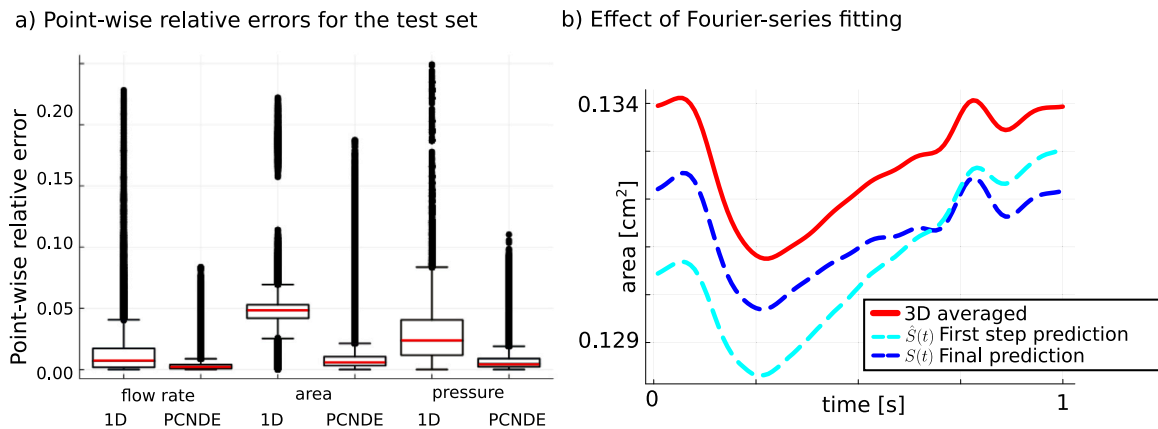 a) Point-wise relative errors for the test set
Point-wise relative error
0.20
0.15
0.10
0.05
0.00
flow rate area pressure
1D PCNDE 1D PCNDE 1D PCNDE
b) Effect of Fourier-series fitting
area [cm²]
0.134
0.129
3D averaged
Ŝ(t) First step prediction
S(t) Final prediction
0 time [s] 1